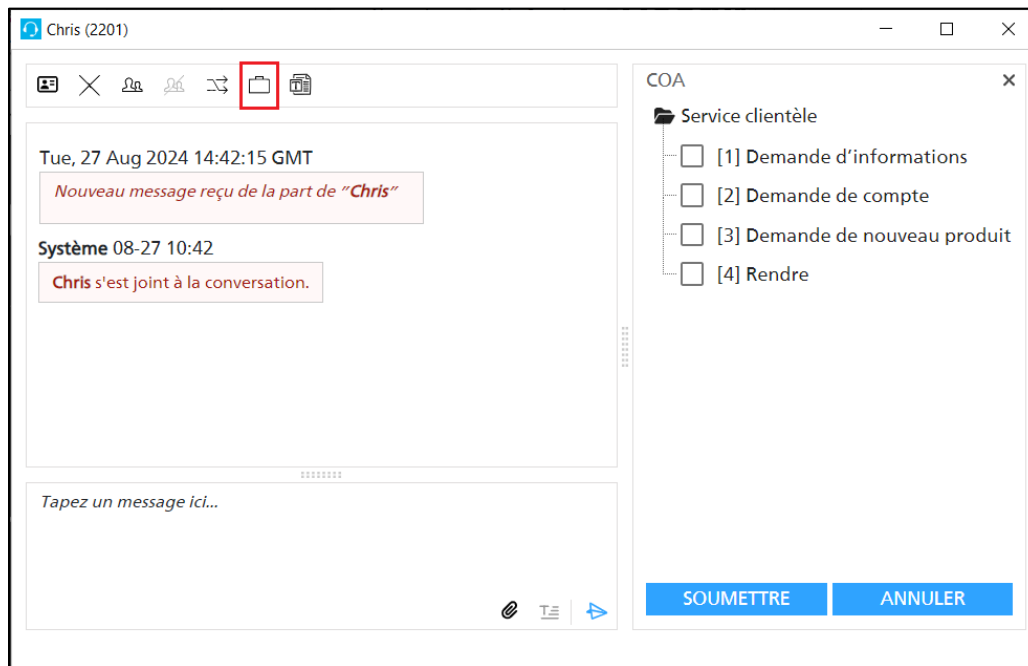 Chris (2201)
Tue, 27 Aug 2024 14:42:15 GMT
Nouveau message reçu de la part de "Chris"
Système 08-27 10:42
Chris s'est joint à la conversation.
Tapez un message ici...
COA
Service clientèle
[1] Demande d'informations
[2] Demande de compte
[3] Demande de nouveau produit
[4] Rendre
SOUMETTRE ANNULER